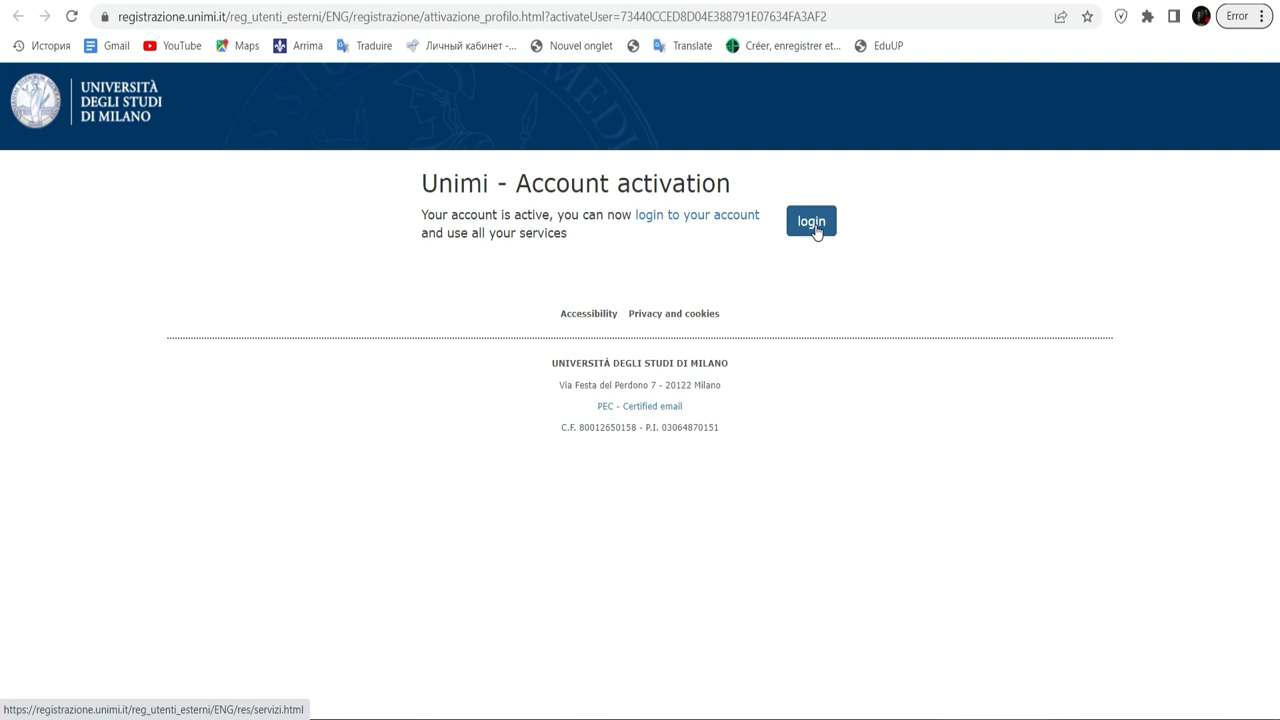 registrazione.unimi.it/reg_utenti_esterni/ENG/registrazione/attivazione_profilo.html?activateUser=73440CCED8D04E388791E07634FA3AF2
Error
История Gmail YouTube Maps Arrima Traduire Личный кабинет -... Nouvel onglet Translate Créer, enregistrer et... EduUP
UNIVERSITÀ
DEGLI STUDI
DI MILANO
Unimi - Account activation
Your account is active, you can now login to your account
and use all your services
login
Accessibility Privacy and cookies
UNIVERSITÀ DEGLI STUDI DI MILANO
Via Festa del Perdono 7 - 20122 Milano
PEC - Certified email
C.F. 80012650158 - P.I. 03064870151
https://registrazione.unimi.it/reg_utenti_esterni/ENG/res/servizi.html